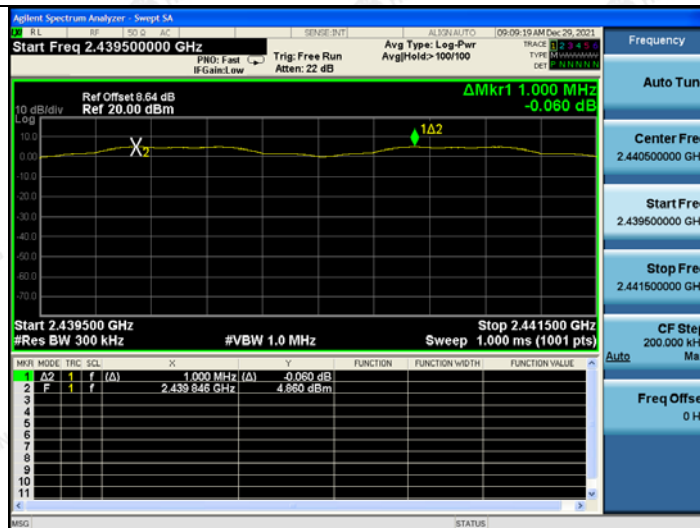 Agilent Spectrum Analyzer - Swept SA
RL RF 50 Ω AC SENSE:INT ALIGN AUTO 09:09:19 AM Dec 29, 2021
Start Freq 2.439500000 GHz
PNO: Fast
IFGain:Low
Trig: Free Run
Atten: 22 dB
Avg Type: Log-Pwr
Avg|Hold:> 100/100
TRACE 1 2 3 4 5 6
TYPE M
DET P N N N N N
ΔMkr1 1.000 MHz
-0.060 dB
Ref Offset 8.64 dB
10 dB/div Ref 20.00 dBm
Log
10.0
0.00
-10.0
-20.0
-30.0
-40.0
-50.0
-60.0
-70.0
X2
1Δ2
Start 2.439500 GHz Stop 2.441500 GHz
#Res BW 300 kHz #VBW 1.0 MHz Sweep 1.000 ms (1001 pts)
MKR MODE TRC SCL X Y FUNCTION FUNCTION WIDTH FUNCTION VALUE
1 Δ2 1 f (Δ) 1.000 MHz (Δ) -0.060 dB
2 F 1 f 2.439 846 GHz 4.860 dBm
3
4
5
6
7
8
9
10
11
MSG STATUS
Frequency
Auto Tun
Center Fre
2.440500000 GH
Start Fre
2.439500000 GH
Stop Fre
2.441500000 GH
CF Ste
200.000 kH
Auto Ma
Freq Offse
0 H